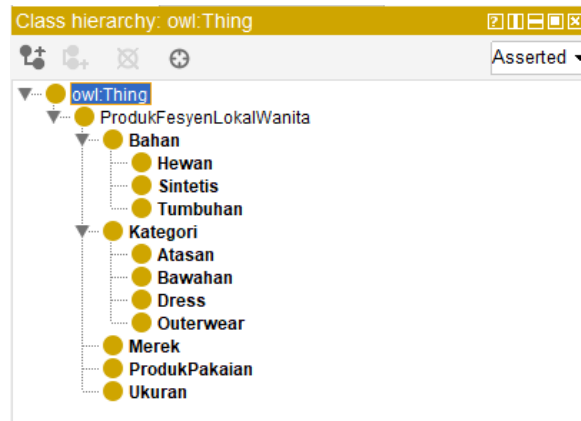 Class hierarchy: owl:Thing
Asserted
owl:Thing
ProdukFesyenLokalWanita
Bahan
Hewan
Sintetis
Tumbuhan
Kategori
Atasan
Bawahan
Dress
Outerwear
Merek
ProdukPakaian
Ukuran